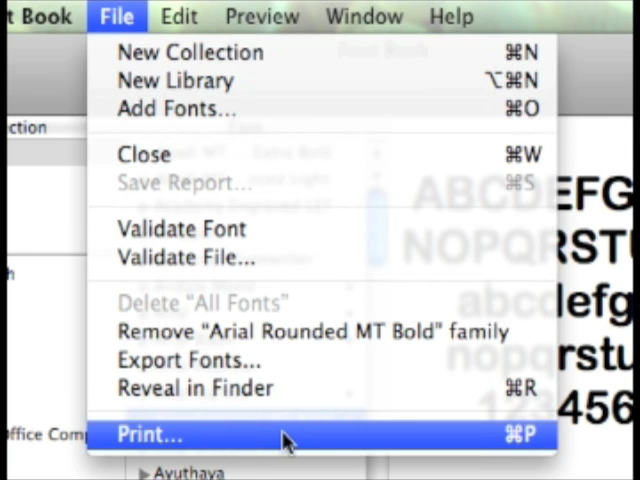 t Book File Edit Preview Window Help
New Collection ⌘N
New Library ⌥⌘N
Add Fonts... ⌘O
ction
Close ⌘W
Save Report... ⌘S
ABCDEFG
Validate Font
NOPQRSTU
Validate File...
Delete “All Fonts”
abcdefg
Remove “Arial Rounded MT Bold” family
Export Fonts...
nopqrstu
Reveal in Finder ⌘R
123456
Office Comp
Print... ⌘P
Ayuthaya